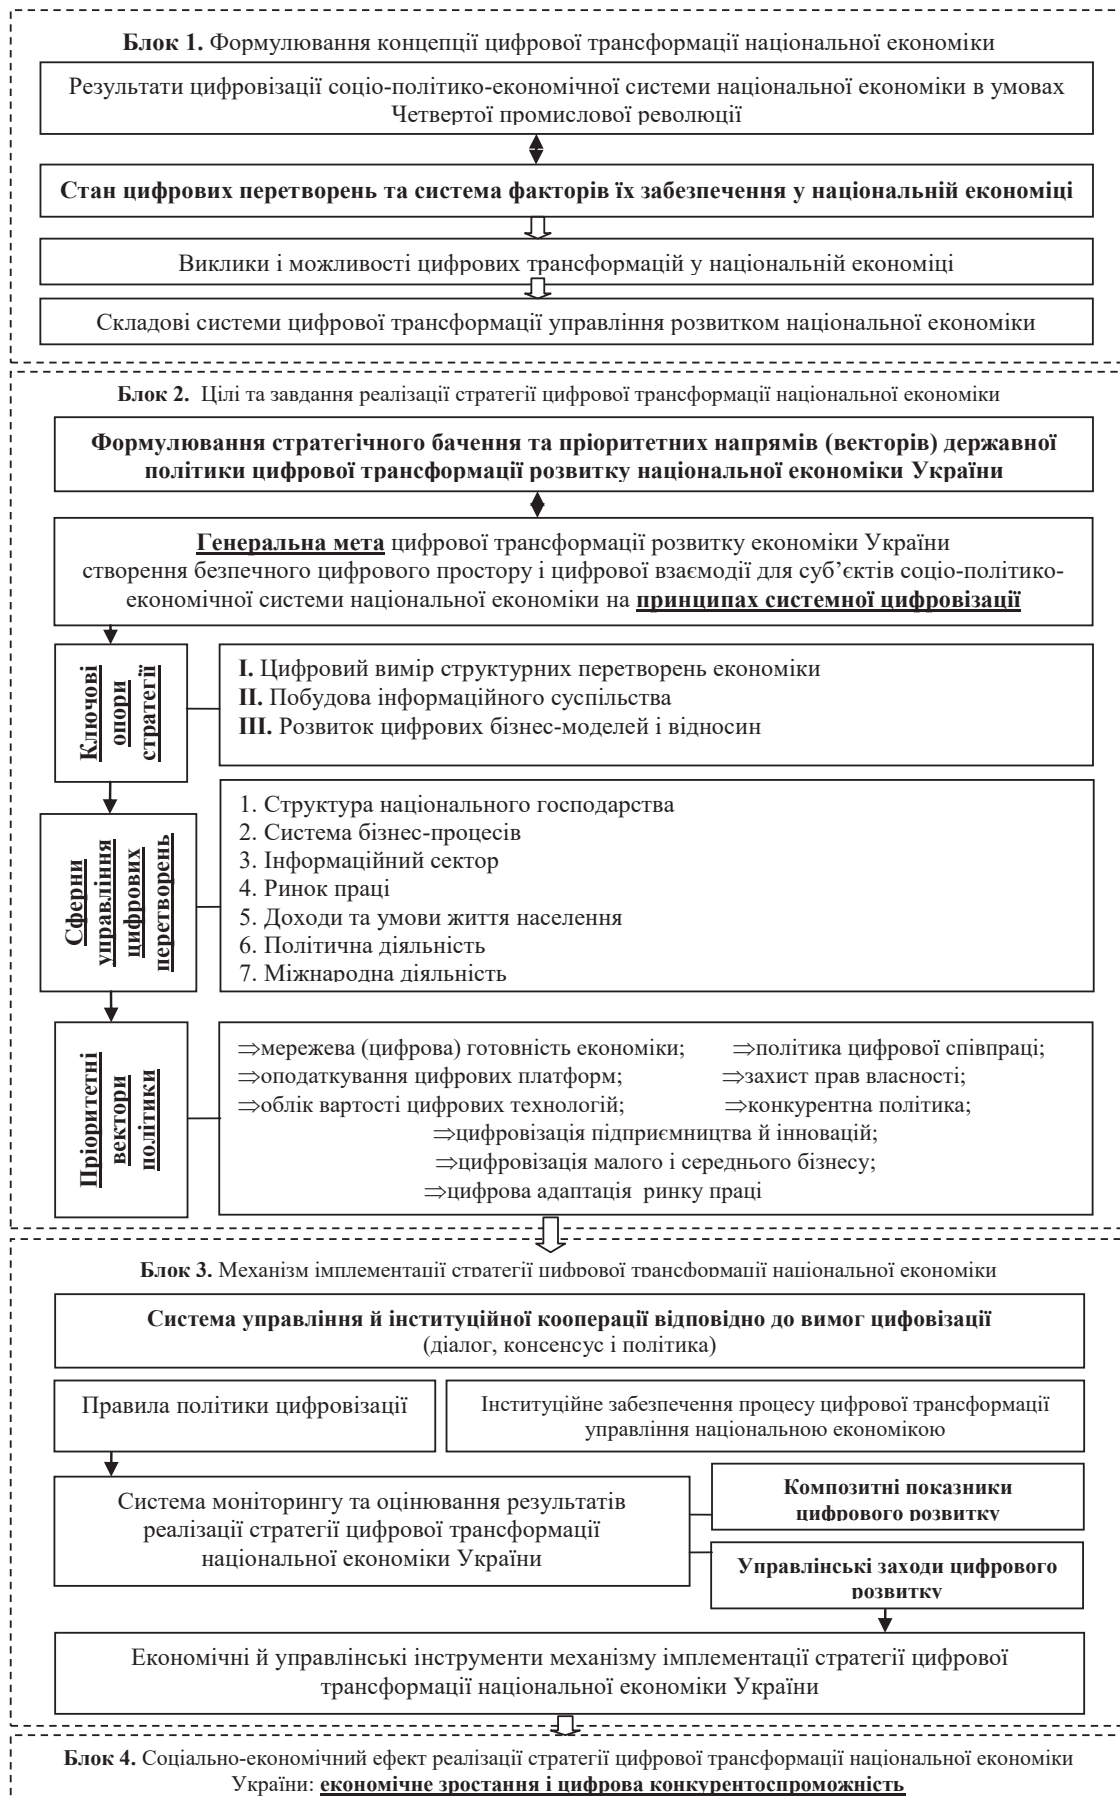 Блок 1. Формулювання концепції цифрової трансформації національної економіки
Результати цифровізації соціо-політико-економічної системи національної економіки в умовах
Четвертої промислової революції
Стан цифрових перетворень та система факторів їх забезпечення у національній економіці
Виклики і можливості цифрових трансформацій у національній економіці
Складові системи цифрової трансформації управління розвитком національної економіки
Блок 2. Цілі та завдання реалізації стратегії цифрової трансформації національної економіки
Формулювання стратегічного бачення та пріоритетних напрямів (векторів) державної
політики цифрової трансформації розвитку національної економіки України
Генеральна мета цифрової трансформації розвитку економіки України
створення безпечного цифрового простору і цифрової взаємодії для суб’єктів соціо-політико-
економічної системи національної економіки на принципах системної цифровізації
Ключові
опори
стратегії
I. Цифровий вимір структурних перетворень економіки
II. Побудова інформаційного суспільства
III. Розвиток цифрових бізнес-моделей і відносин
Сферни
управління
цифрових
перетворень
1. Структура національного господарства
2. Система бізнес-процесів
3. Інформаційний сектор
4. Ринок праці
5. Доходи та умови життя населення
6. Політична діяльність
7. Міжнародна діяльність
Пріоритетні
вектори
політики
⇒мережева (цифрова) готовність економіки; ⇒політика цифрової співпраці;
⇒оподаткування цифрових платформ; ⇒захист прав власності;
⇒облік вартості цифрових технологій; ⇒конкурентна політика;
⇒цифровізація підприємництва й інновацій;
⇒цифровізація малого і середнього бізнесу;
⇒цифрова адаптація ринку праці
Блок 3. Механізм імплементації стратегії цифрової трансформації національної економіки
Система управління й інституційної кооперації відповідно до вимог цифовізації
(діалог, консенсус і політика)
Правила політики цифровізації
Інституційне забезпечення процесу цифрової трансформації
управління національною економікою
Система моніторингу та оцінювання результатів
реалізації стратегії цифрової трансформації
національної економіки України
Композитні показники
цифрового розвитку
Управлінські заходи цифрового
розвитку
Економічні й управлінські інструменти механізму імплементації стратегії цифрової
трансформації національної економіки України
Блок 4. Соціально-економічний ефект реалізації стратегії цифрової трансформації національної економіки
України: економічне зростання і цифрова конкурентоспроможність